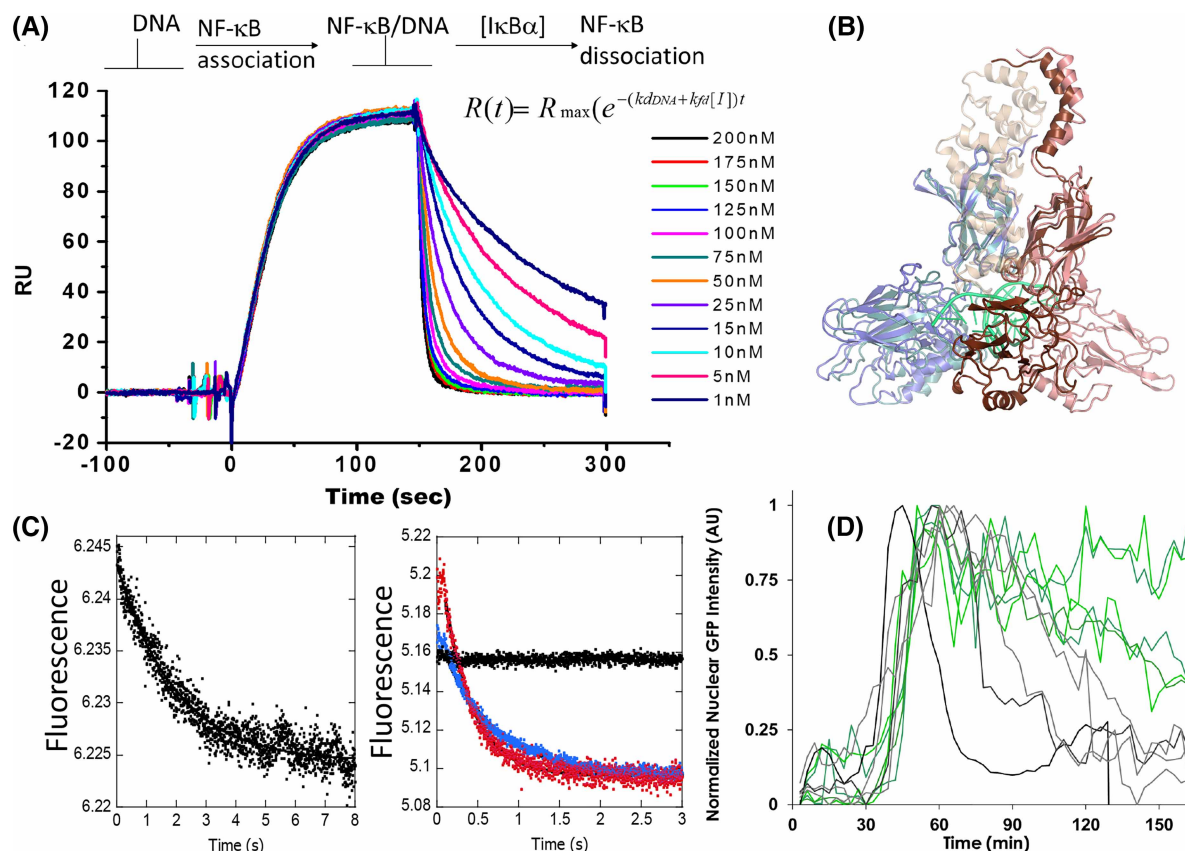 (A)
DNA
NF-κB
association
NF-κB/DNA
[IκBα]
NF-κB
dissociation
R(t)= Rmax(e^-(kdDNA+kfd[I])t
120
100
80
60
40
20
0
-20
RU
-100
0
100
200
300
Time (sec)
200nM
175nM
150nM
125nM
100nM
75nM
50nM
25nM
15nM
10nM
5nM
1nM
(B)
(C)
6.245
6.24
6.235
6.23
6.225
6.22
Fluorescence
0 1 2 3 4 5 6 7 8
Time (s)
5.22
5.2
5.18
5.16
5.14
5.12
5.1
5.08
Fluorescence
0 0.5 1 1.5 2 2.5 3
Time (s)
(D)
Normalized Nuclear GFP Intensity (AU)
1
0.75
0.5
0.25
0
0 30 60 90 120 150
Time (min)